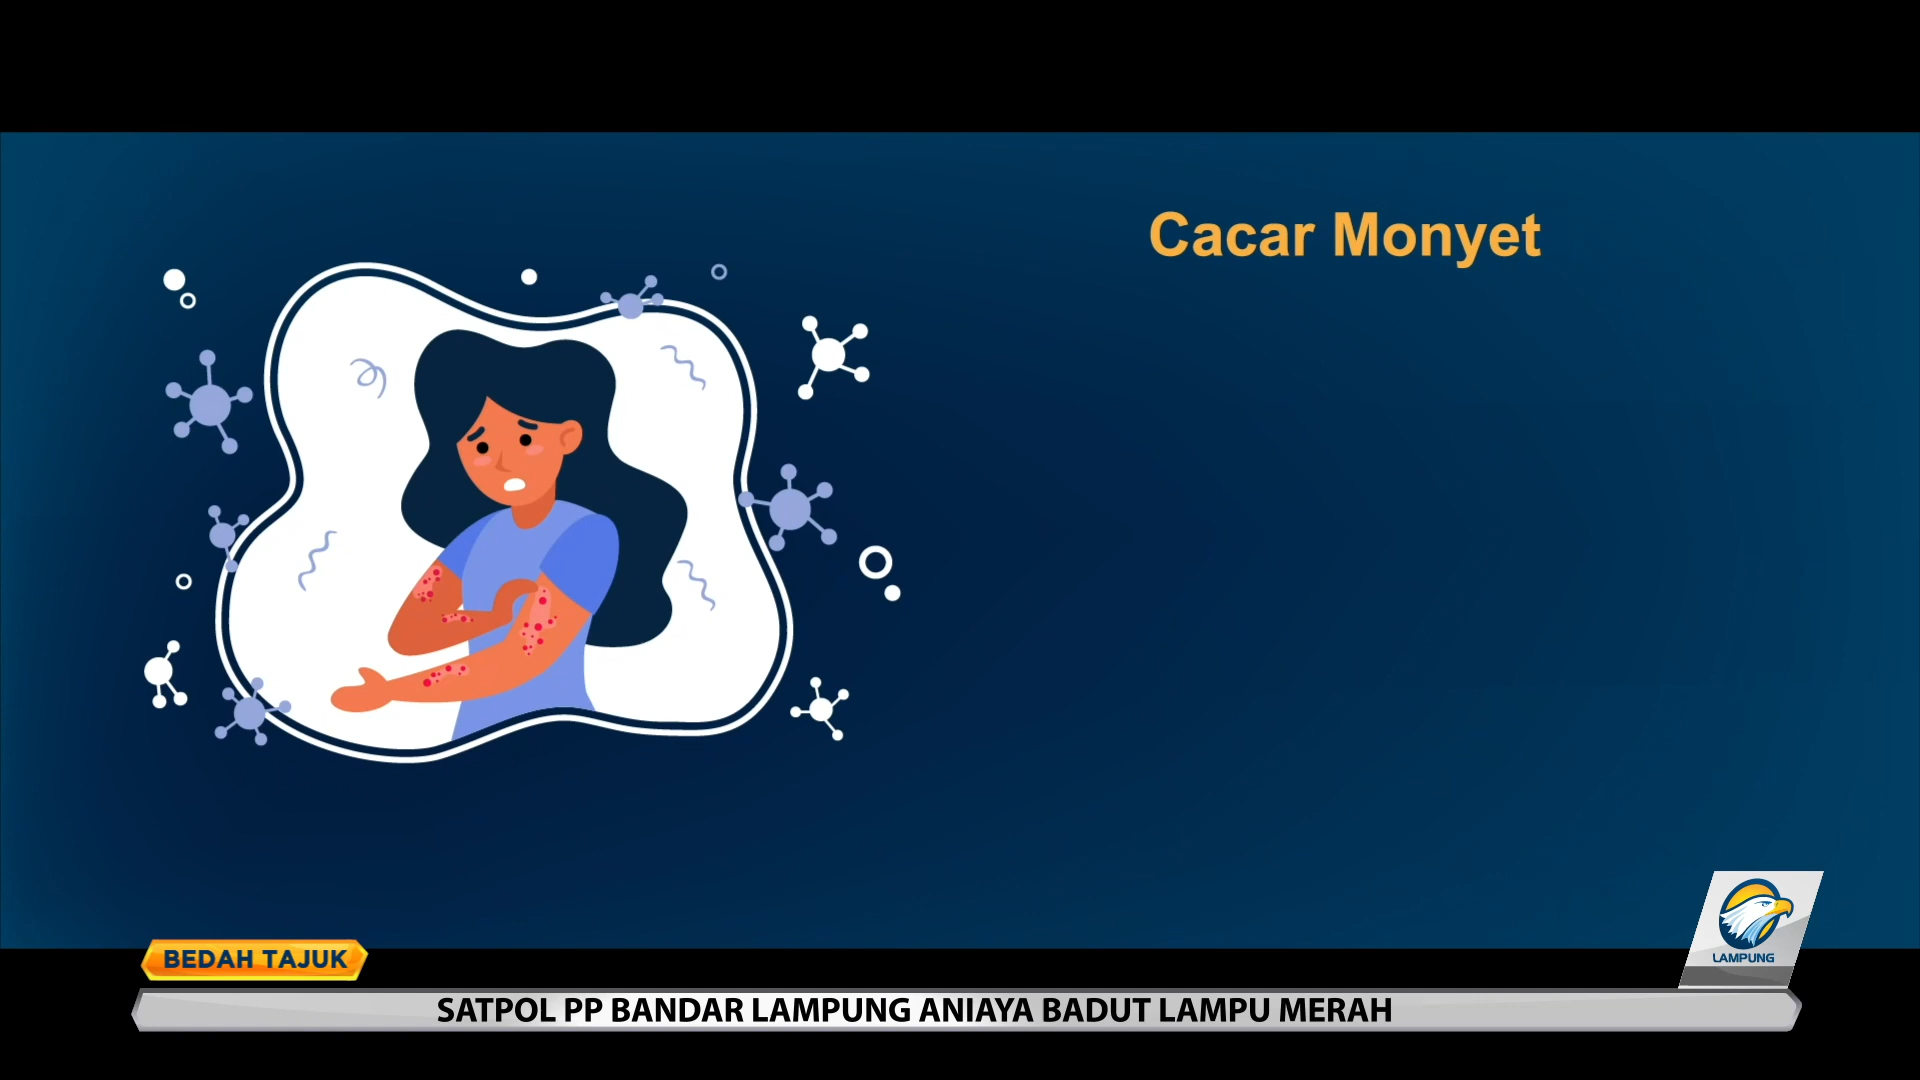 Cacar Monyet
LAMPUNG
BEDAH TAJUK
SATPOL PP BANDAR LAMPUNG ANIAYA BADUT LAMPU MERAH